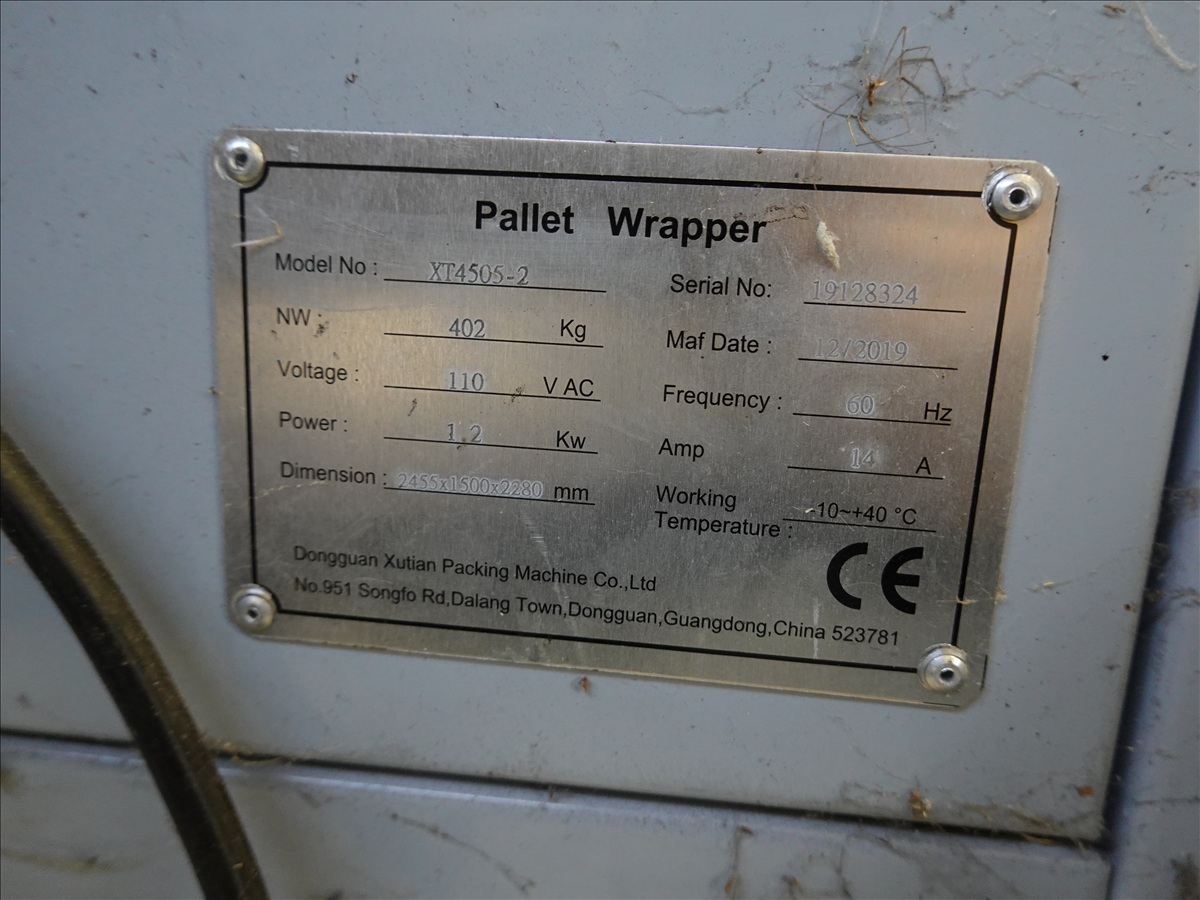 Pallet Wrapper
Model No : XT4505-2
Serial No: 19128324
NW : 402 Kg
Maf Date : 12/2019
Voltage : 110 V AC
Frequency : 60 Hz
Power : 1.2 Kw
Amp 14 A
Dimension : 2455x1500x2280 mm
Working
Temperature : -10~+40 °C
Dongguan Xutian Packing Machine Co.,Ltd
No.951 Songfo Rd,Dalang Town,Dongguan,Guangdong,China 523781
CE